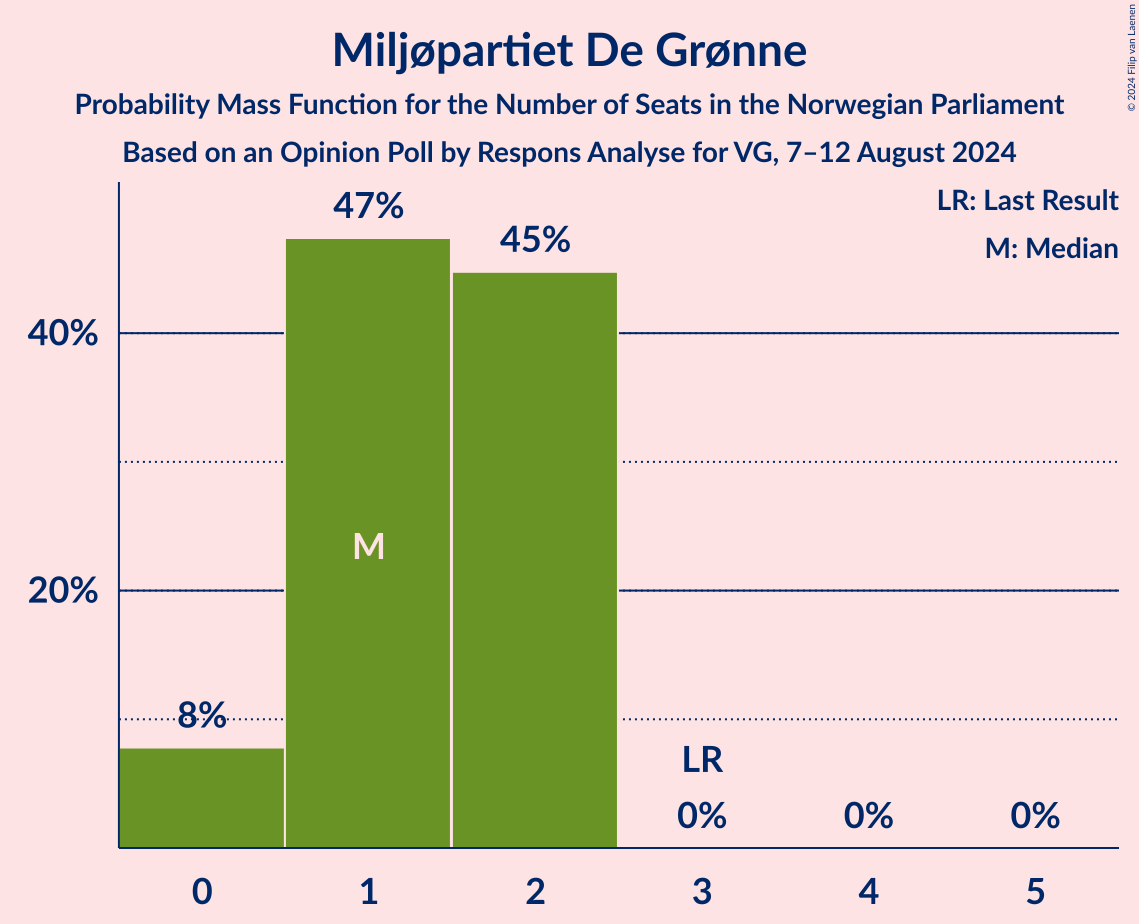 Miljøpartiet De Grønne
Probability Mass Function for the Number of Seats in the Norwegian Parliament
Based on an Opinion Poll by Respons Analyse for VG, 7–12 August 2024
© 2024 Filip van Laenen
LR: Last Result
M: Median
47%
45%
40%
M
20%
8%
LR
0% 0% 0%
0 1 2 3 4 5